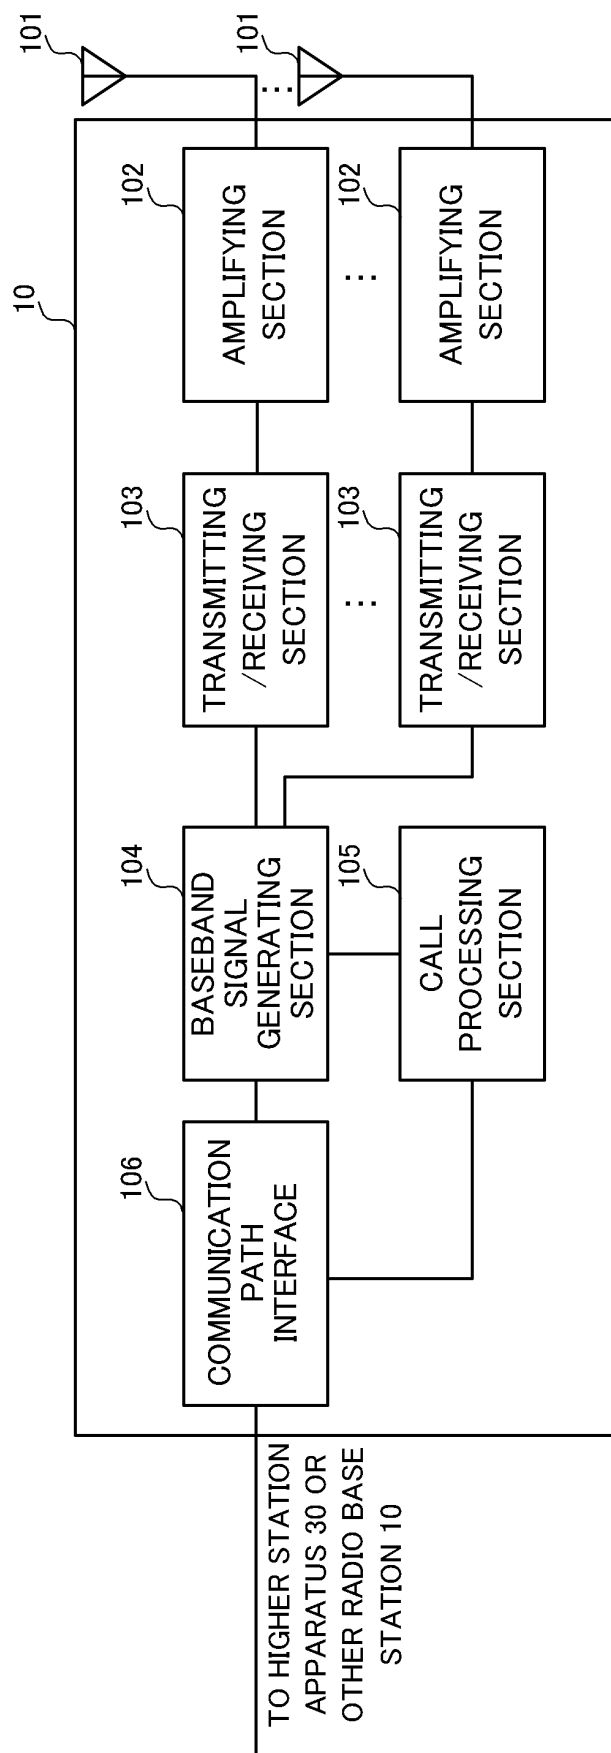 10
101
101
...
102
AMPLIFYING
SECTION
...
102
AMPLIFYING
SECTION
103
TRANSMITTING
/RECEIVING
SECTION
...
103
TRANSMITTING
/RECEIVING
SECTION
104
BASEBAND
SIGNAL
GENERATING
SECTION
105
CALL
PROCESSING
SECTION
106
COMMUNICATION
PATH
INTERFACE
TO HIGHER STATION
APPARATUS 30 OR
OTHER RADIO BASE
STATION 10